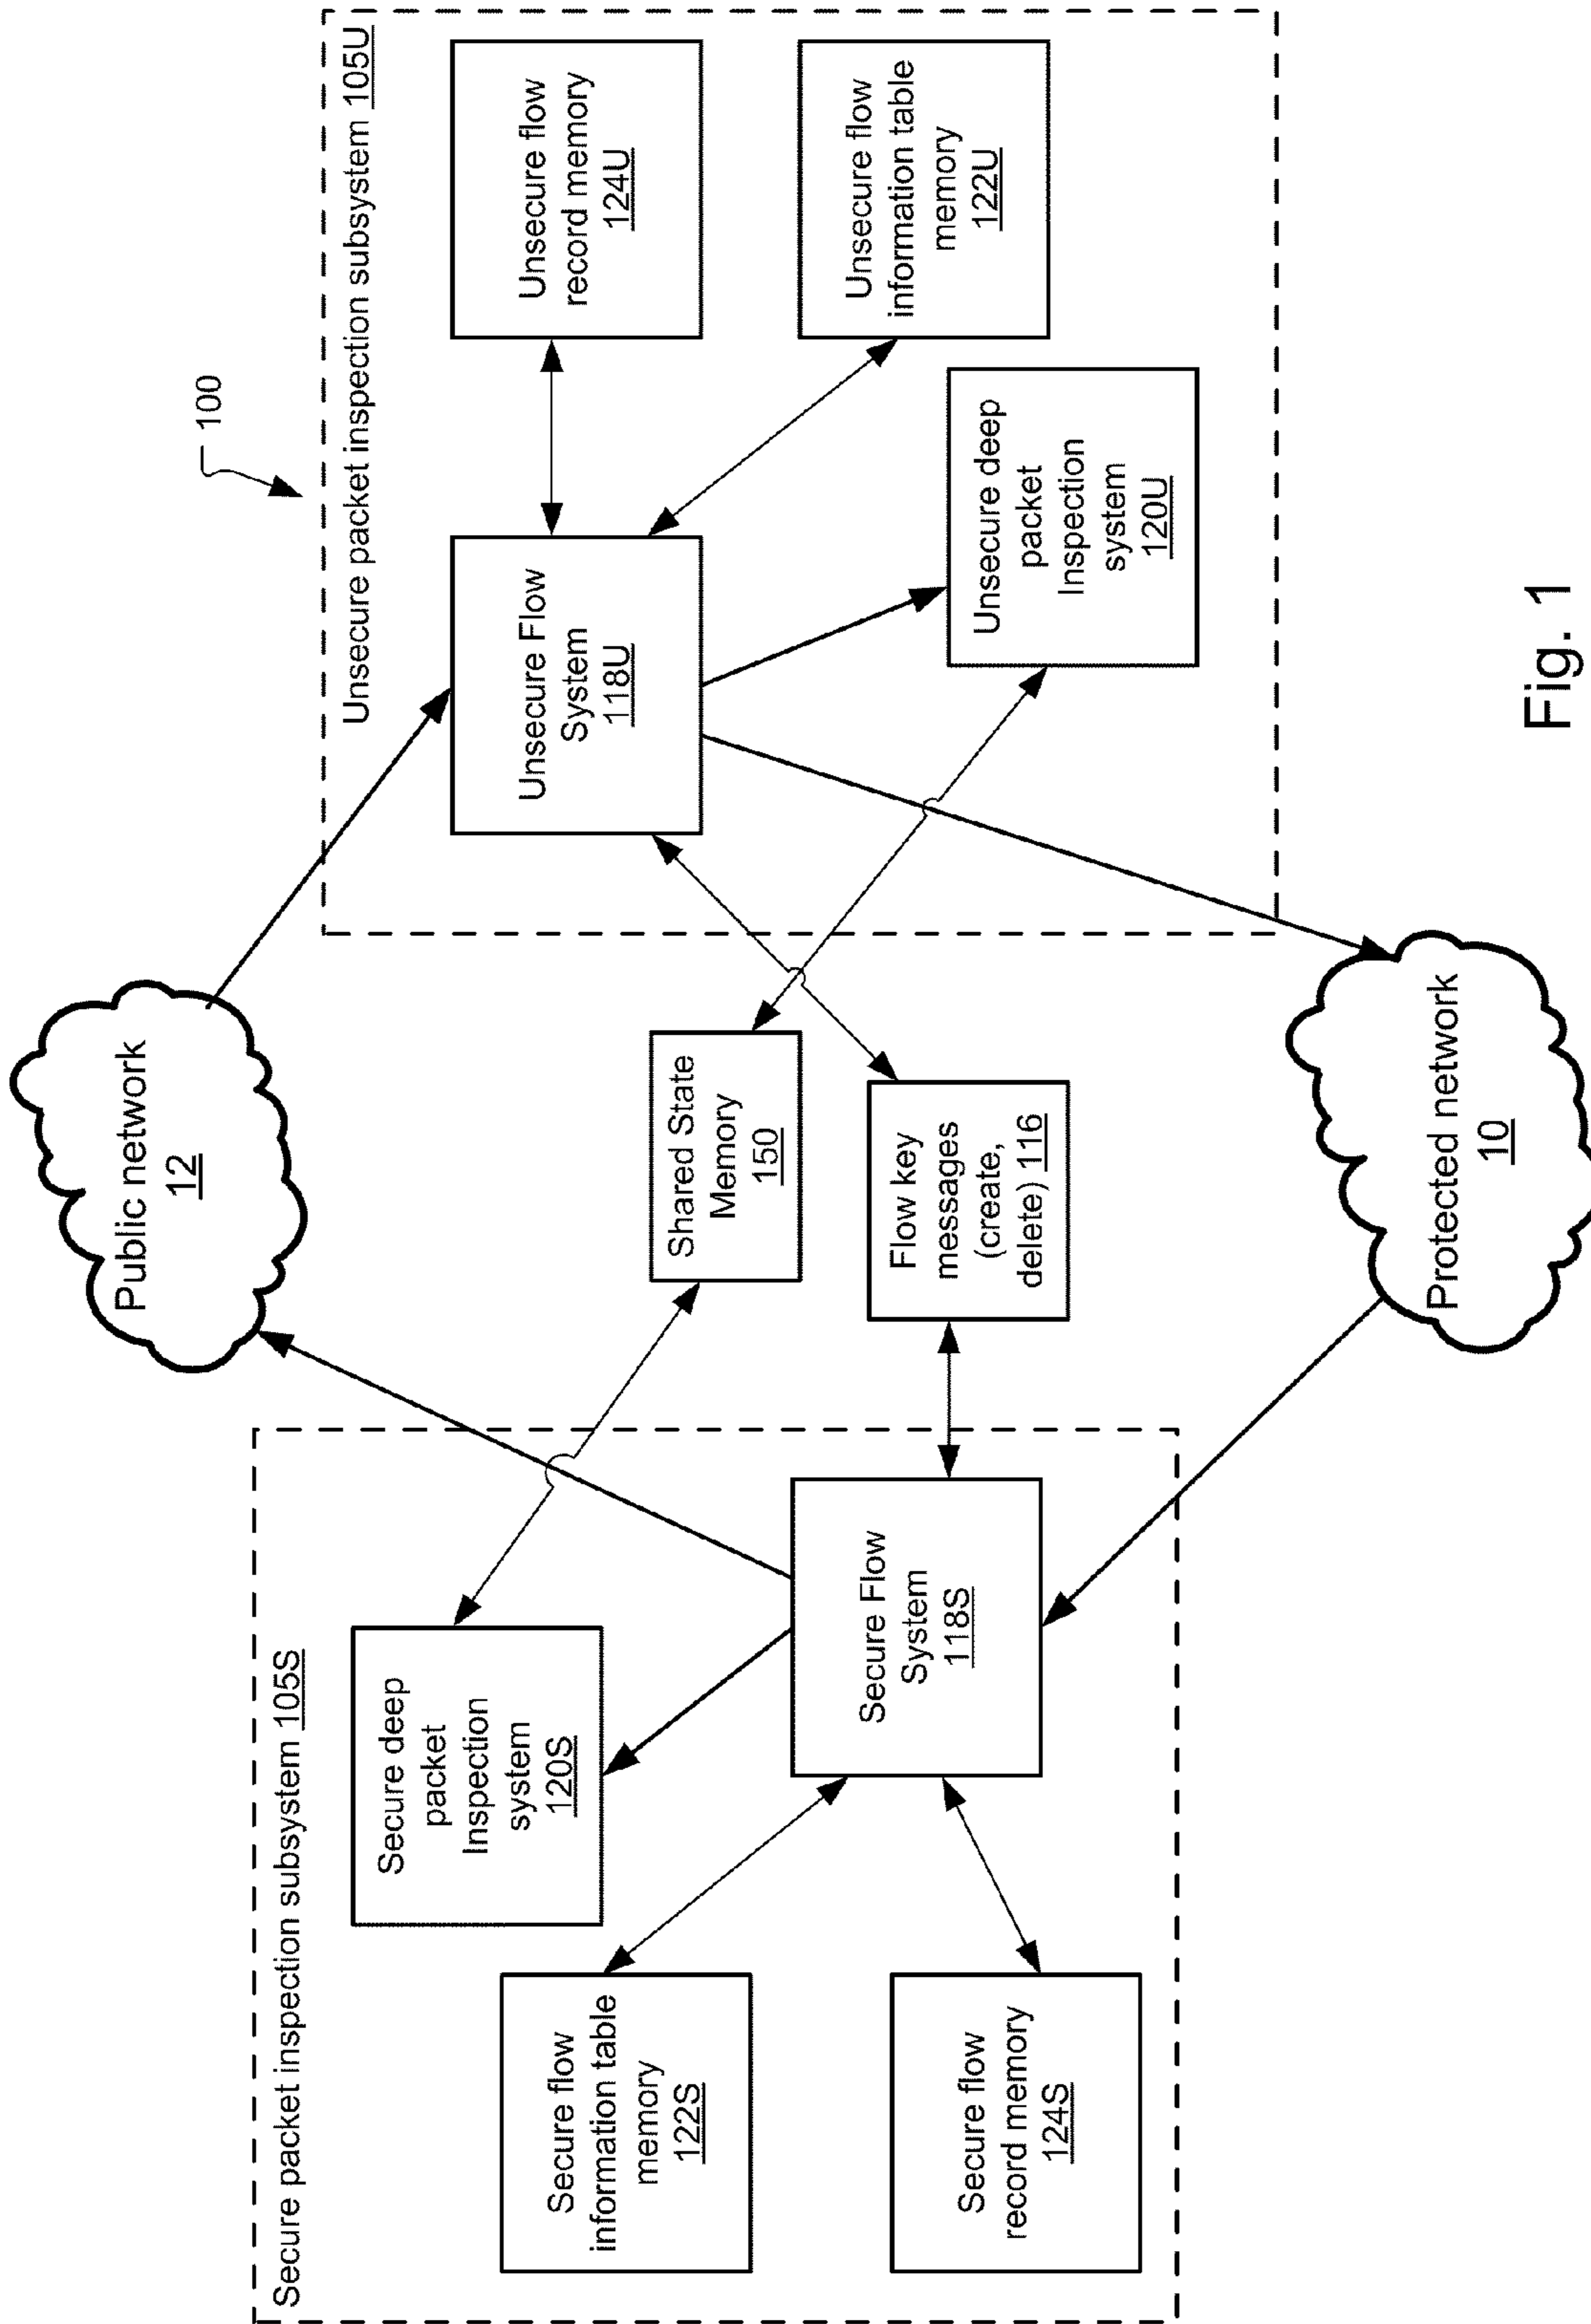 100
Public network
12
Secure packet inspection subsystem 105S
Unsecure packet inspection subsystem 105U
Secure deep
packet
Inspection
system
120S
Secure flow
information table
memory
122S
Secure Flow
System
118S
Secure flow
record memory
124S
Shared State
Memory
150
Flow key
messages
(create,
delete) 116
Unsecure Flow
System
118U
Unsecure flow
record memory
124U
Unsecure flow
information table
memory
122U
Unsecure deep
packet
Inspection
system
120U
Protected network
10
Fig. 1